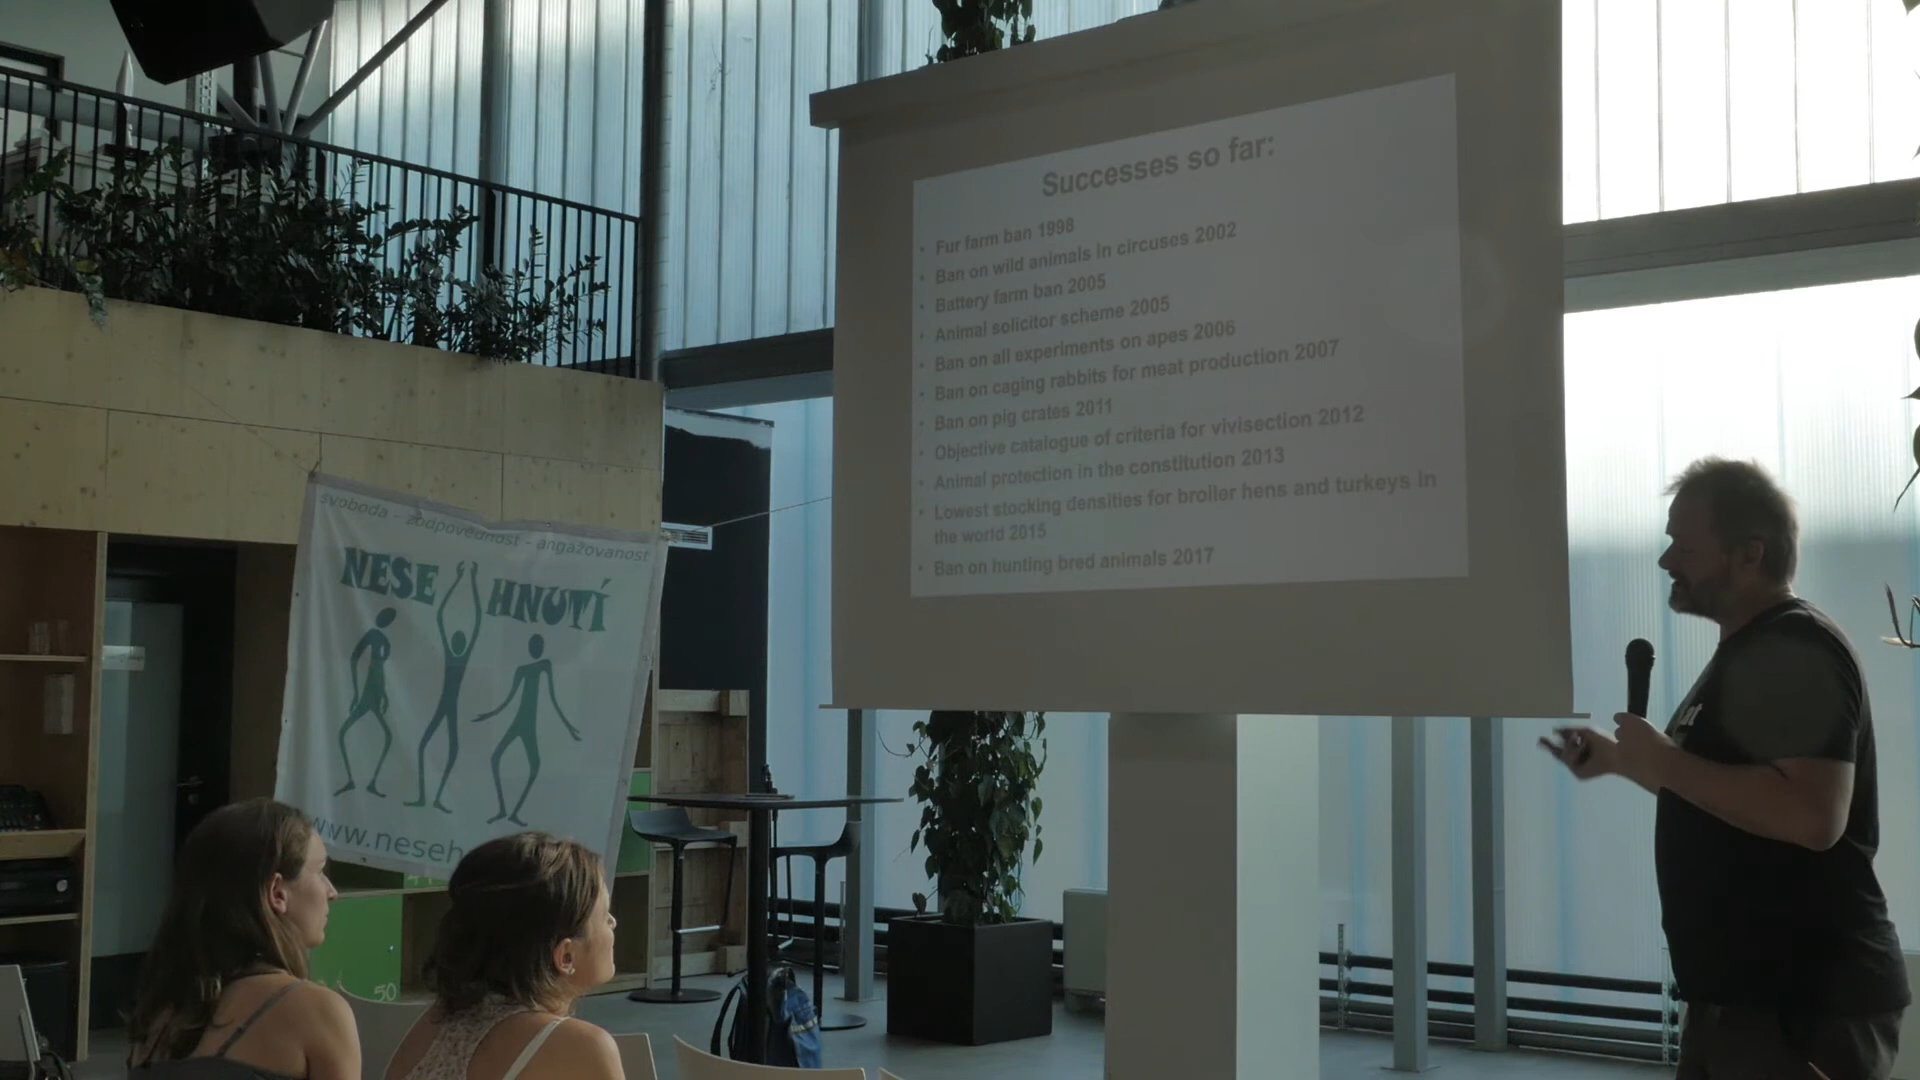 Successes so far:
• Fur farm ban 1998
• Ban on wild animals in circuses 2002
• Battery farm ban 2005
• Animal solicitor scheme 2005
• Ban on all experiments on apes 2006
• Ban on caging rabbits for meat production 2007
• Ban on pig crates 2011
• Objective catalogue of criteria for vivisection 2012
• Animal protection in the constitution 2013
• Lowest stocking densities for broiler hens and turkeys in
the world 2015
• Ban on hunting bred animals 2017
svoboda - zodpovědnost - angažovanost
NESE HNUTÍ
www.neseh
50